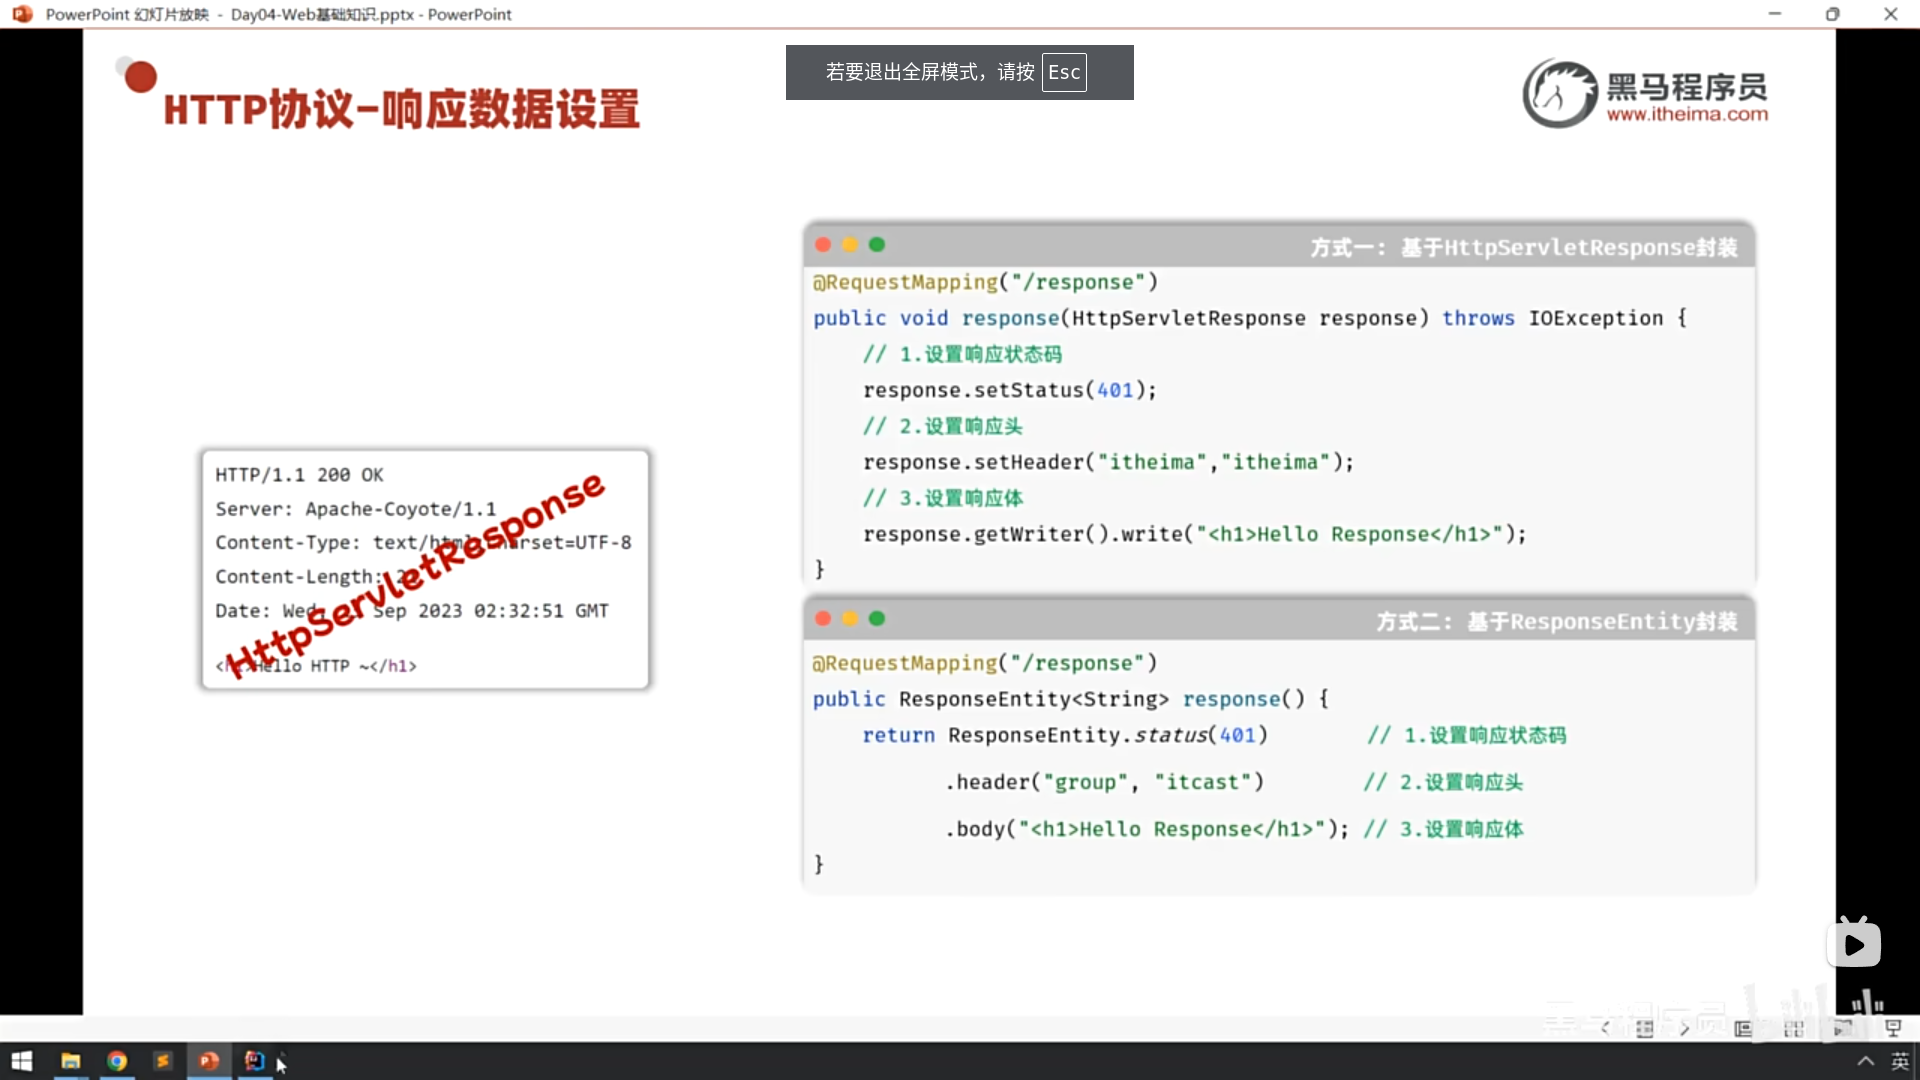 PowerPoint 幻灯片放映 - Day04-Web基础知识.pptx - PowerPoint
若要退出全屏模式，请按 Esc
HTTP协议-响应数据设置
黑马程序员
www.itheima.com
方式一: 基于HttpServletResponse封装
@RequestMapping("/response")
public void response(HttpServletResponse response) throws IOException {
// 1.设置响应状态码
response.setStatus(401);
// 2.设置响应头
response.setHeader("itheima","itheima");
// 3.设置响应体
response.getWriter().write("<h1>Hello Response</h1>");
}
HTTP/1.1 200 OK
Server: Apache-Coyote/1.1
Content-Type: charset=UTF-8
Content-Length:
Date: Sep 2023 02:32:51 GMT
Hello HTTP ~</h1>
HttpServletResponse
方式二: 基于ResponseEntity封装
@RequestMapping("/response")
public ResponseEntity<String> response() {
return ResponseEntity.status(401) // 1.设置响应状态码
.header("group", "itcast") // 2.设置响应头
.body("<h1>Hello Response</h1>"); // 3.设置响应体
}
黑马程序员
英